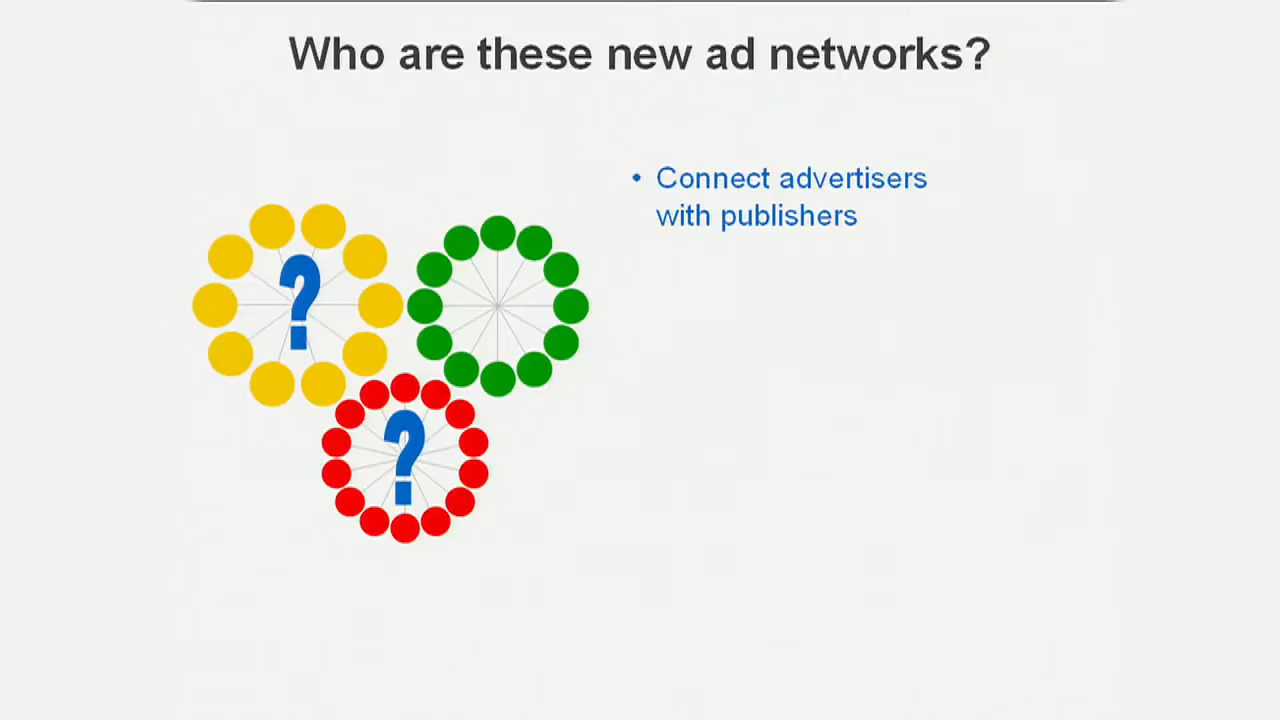 Who are these new ad networks?
• Connect advertisers
with publishers
?
?